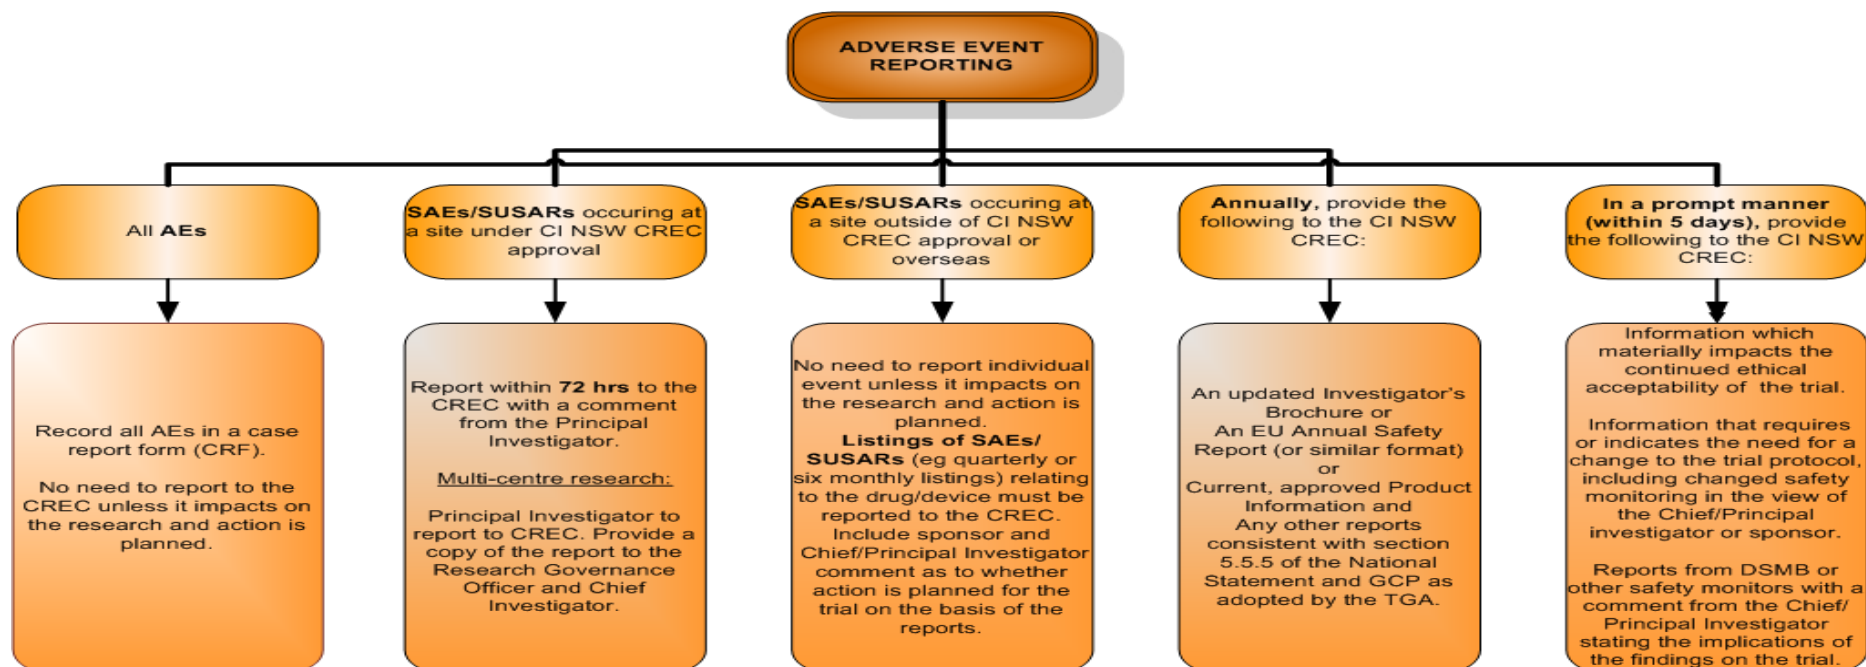 ADVERSE EVENT
REPORTING
All AEs
SAEs/SUSARs occuring at
a site under CI NSW CREC
approval
SAEs/SUSARs occuring at
a site outside of CI NSW
CREC approval or
overseas
Annually, provide the
following to the CI NSW
CREC:
In a prompt manner
(within 5 days), provide
the following to the CI NSW
CREC:
Record all AEs in a case
report form (CRF).
No need to report to the
CREC unless it impacts on
the research and action is
planned.
Report within 72 hrs to the
CREC with a comment
from the Principal
Investigator.
Multi-centre research:
Principal Investigator to
report to CREC. Provide a
copy of the report to the
Research Governance
Officer and Chief
Investigator.
No need to report individual
event unless it impacts on
the research and action is
planned.
Listings of SAEs/
SUSARs (eg quarterly or
six monthly listings) relating
to the drug/device must be
reported to the CREC.
Include sponsor and
Chief/Principal Investigator
comment as to whether
action is planned for the
trial on the basis of the
reports.
An updated Investigator's
Brochure or
An EU Annual Safety
Report (or similar format)
or
Current, approved Product
Information and
Any other reports
consistent with section
5.5.5 of the National
Statement and GCP as
adopted by the TGA.
Information which
materially impacts the
continued ethical
acceptability of the trial.
Information that requires
or indicates the need for a
change to the trial protocol,
including changed safety
monitoring in the view of
the Chief/Principal
investigator or sponsor.
Reports from DSMB or
other safety monitors with a
comment from the Chief/
Principal Investigator
stating the implications of
the findings on the trial.